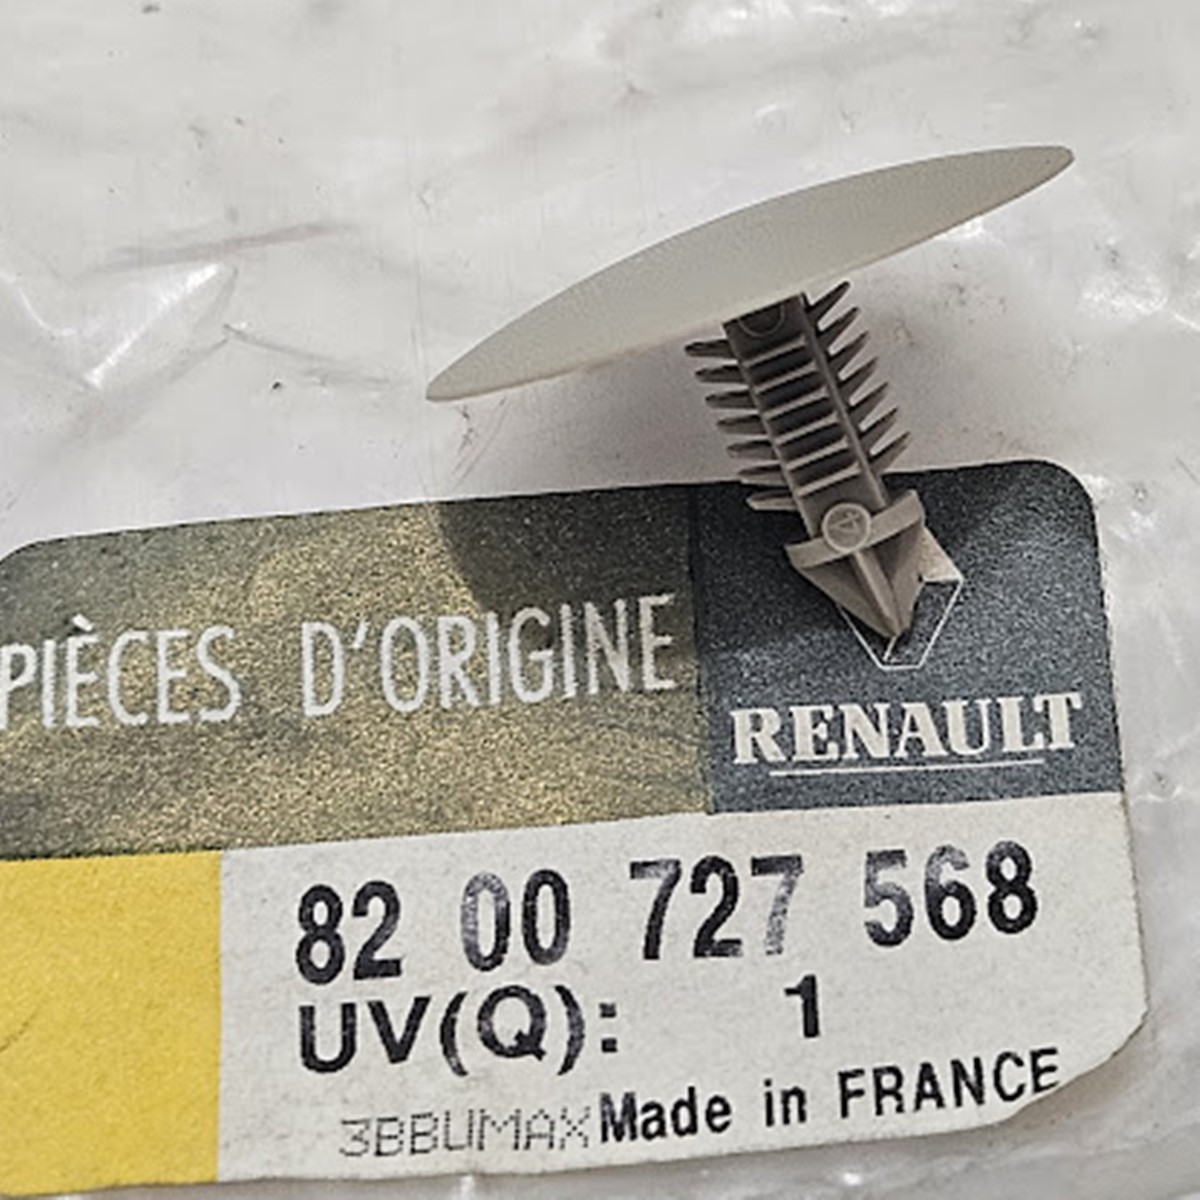 PIÈCES D'ORIGINE
RENAULT
82 00 727 568
UV(Q): 1
3BBUMAX Made in FRANCE